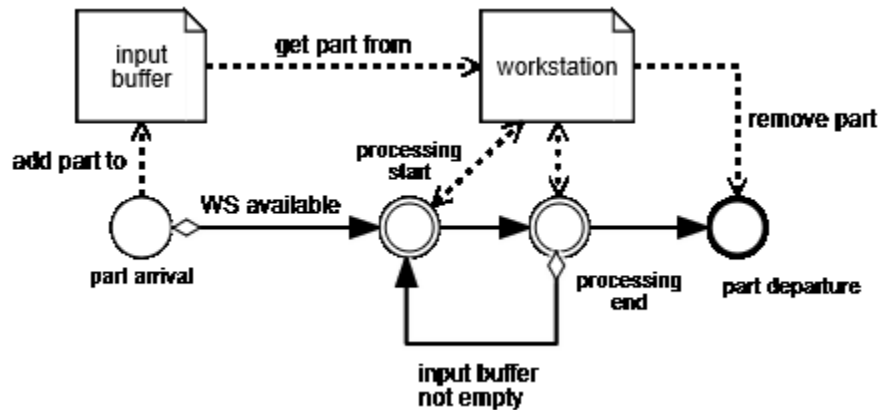 input
buffer
get part from
workstation
remove part
add part to
processing
start
WS available
part arrival
processing
end
part departure
input buffer
not empty